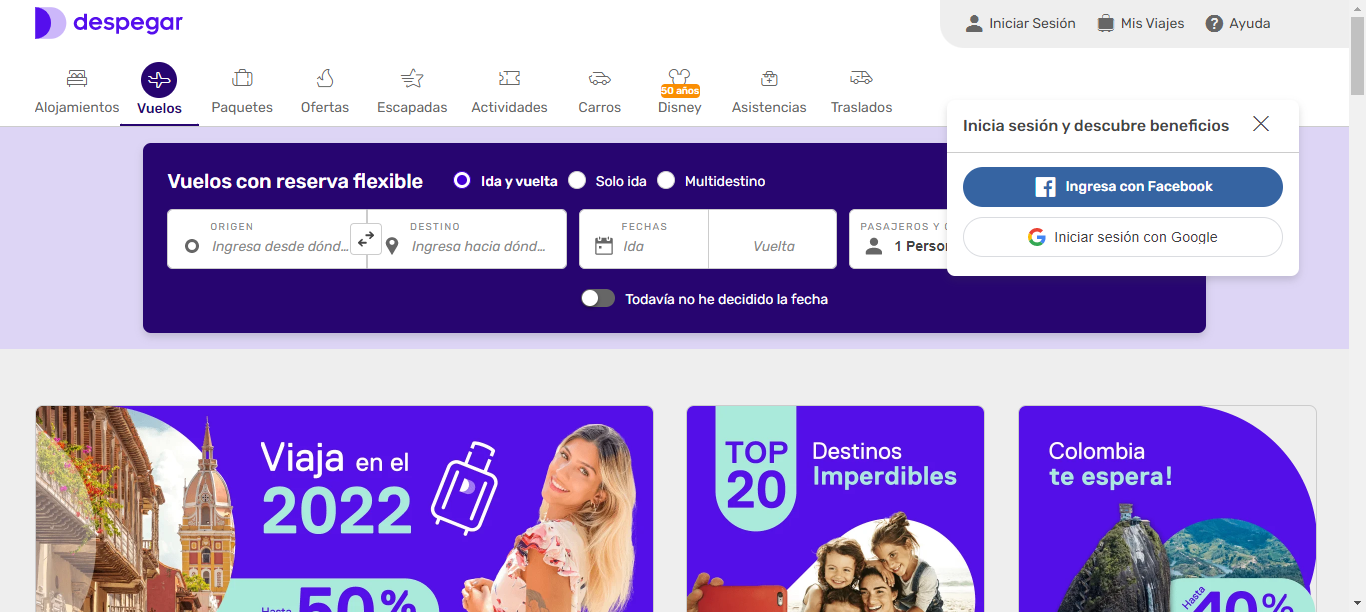 despegar
Iniciar Sesión
Mis Viajes
Ayuda
Alojamientos
Vuelos
Paquetes
Ofertas
Escapadas
Actividades
Carros
50 años
Disney
Asistencias
Traslados
Inicia sesión y descubre beneficios
Ingresa con Facebook
Iniciar sesión con Google
Vuelos con reserva flexible
Ida y vuelta
Solo ida
Multidestino
ORIGEN
Ingresa desde dónd...
DESTINO
Ingresa hacia dónd...
FECHAS
Ida
Vuelta
PASAJEROS Y
1
Todavía no he decidido la fecha
Viaja en el
2022
Hasta 50%
TOP
20
Destinos
Imperdibles
Colombia
te espera!
Hasta 40%